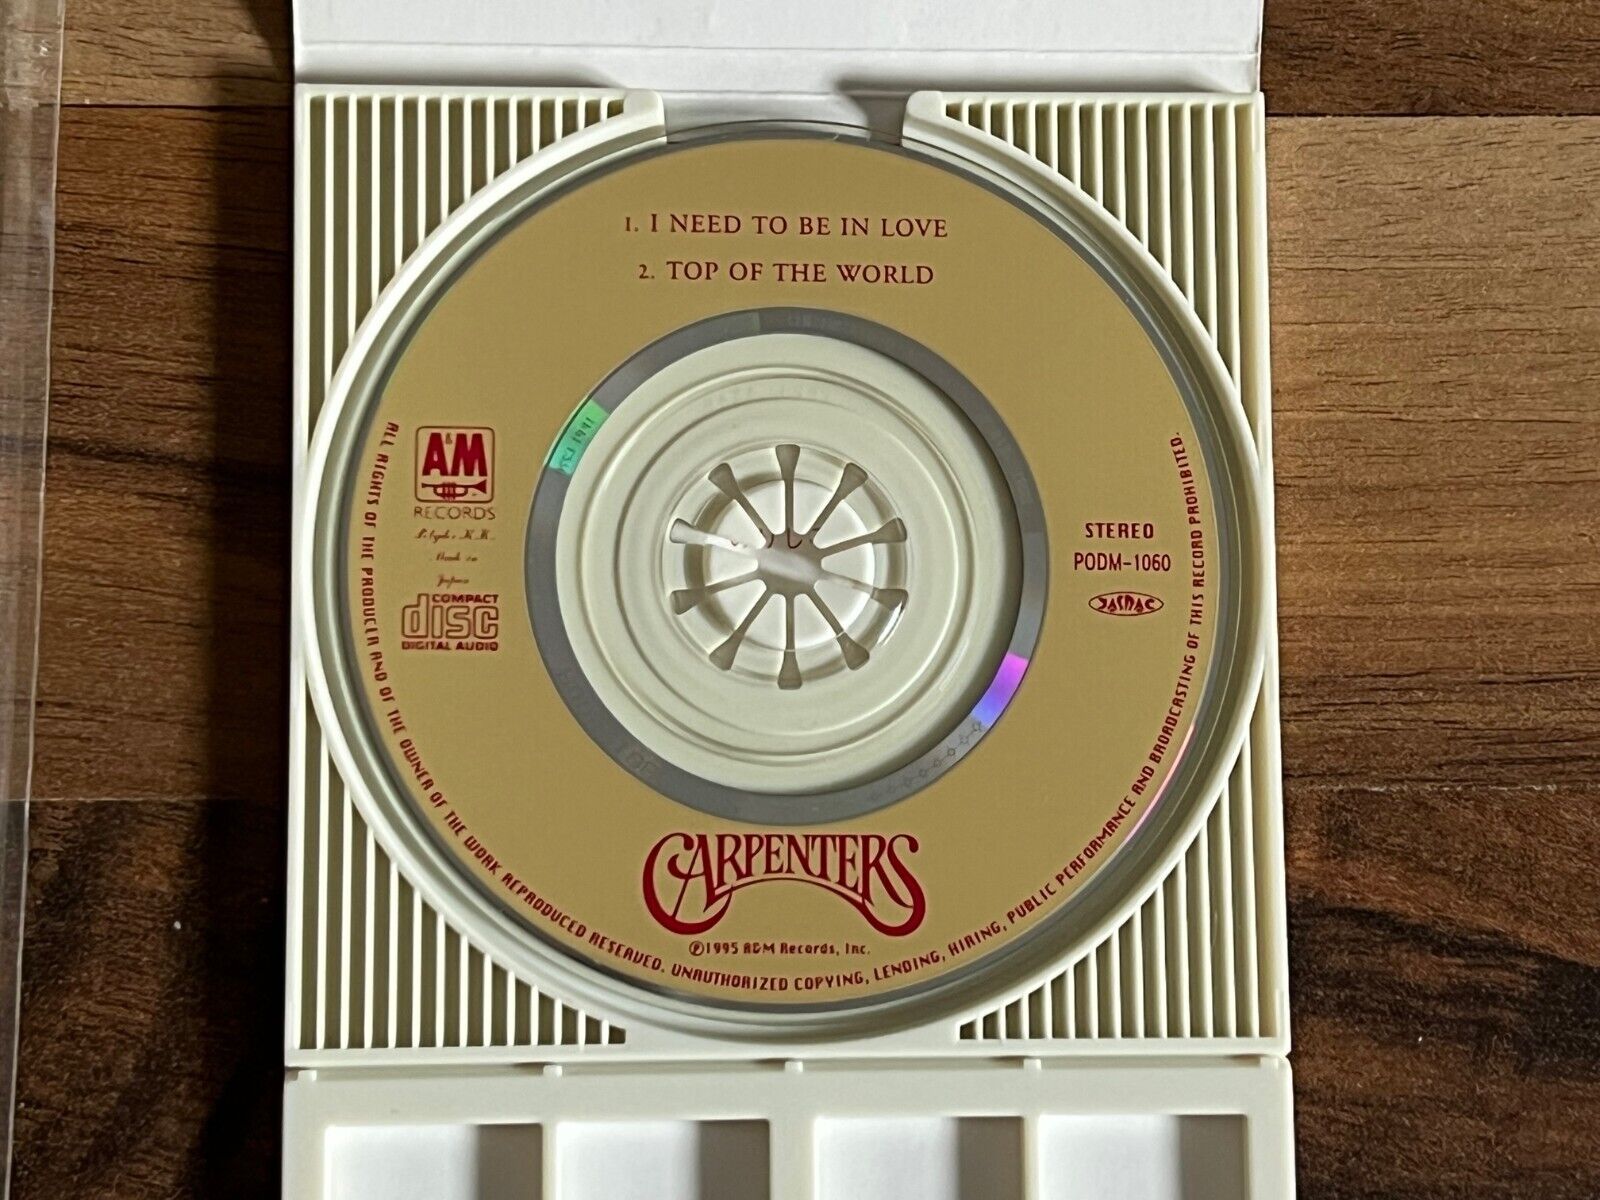 1. I NEED TO BE IN LOVE
2. TOP OF THE WORLD
A&M
RECORDS
Japan
COMPACT
disc
DIGITAL AUDIO
STEREO
PODM-1060
JASRAC
CARPENTERS
℗1995 A&M Records, Inc.
ALL RIGHTS OF THE PRODUCER AND OF THE OWNER OF THE WORK REPRODUCED RESERVED. UNAUTHORIZED COPYING, LENDING, HIRING, PUBLIC PERFORMANCE AND BROADCASTING OF THIS RECORD PROHIBITED.